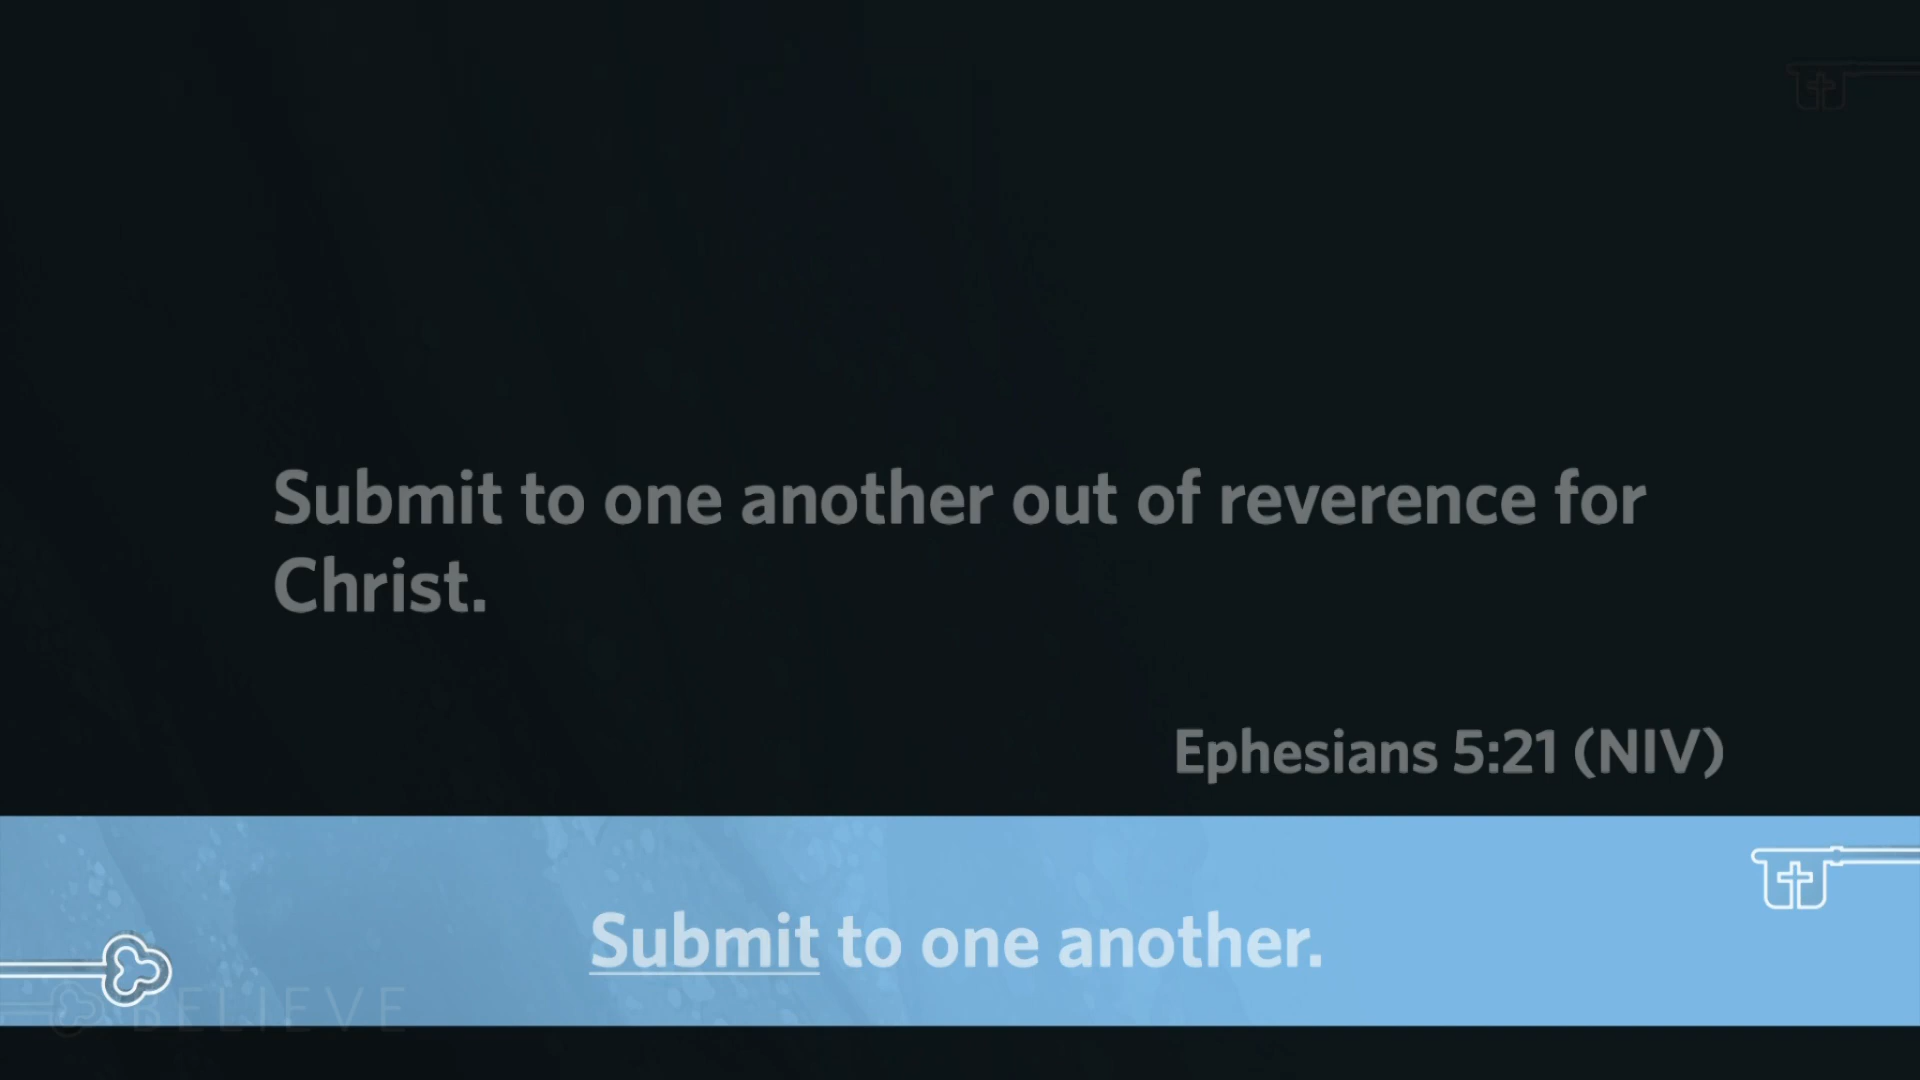 Submit to one another out of reverence for
Christ.
Ephesians 5:21 (NIV)
Submit to one another.
BELIEVE